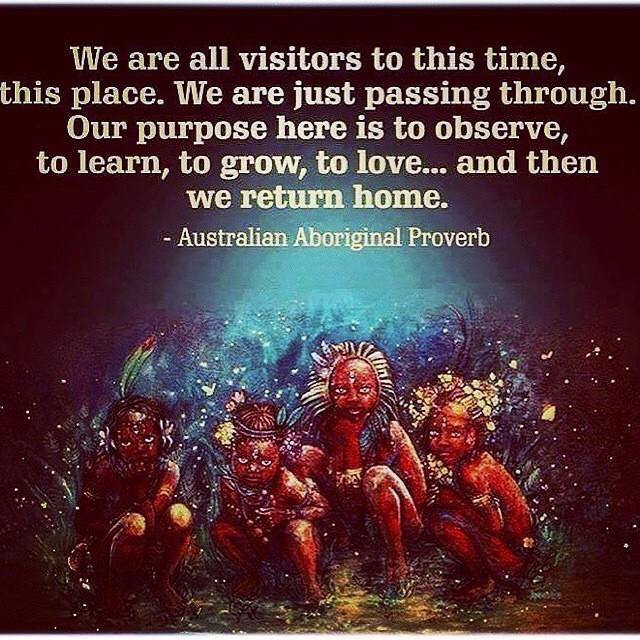 We are all visitors to this time,
this place. We are just passing through.
Our purpose here is to observe,
to learn, to grow, to love... and then
we return home.
- Australian Aboriginal Proverb